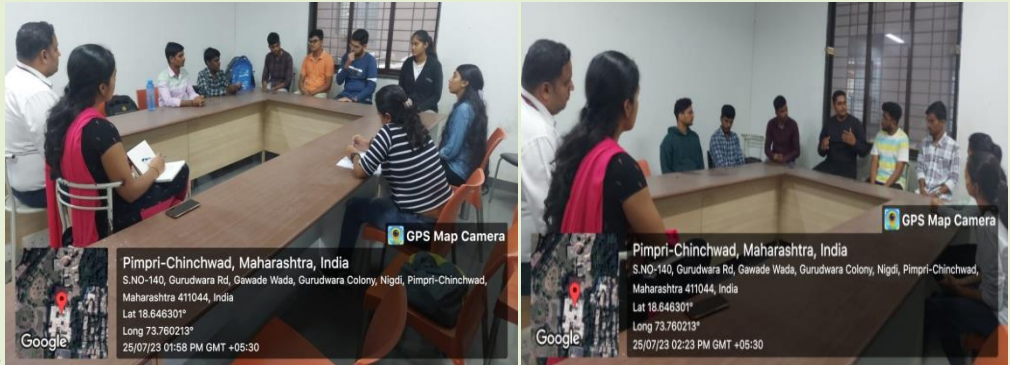 GPS Map Camera
Pimpri-Chinchwad, Maharashtra, India
S.NO-140, Gurudwara Rd, Gawade Wada, Gurudwara Colony, Nigdi, Pimpri-Chinchwad,
Maharashtra 411044, India
Lat 18.646301°
Long 73.760213°
25/07/23 01:58 PM GMT +05:30
Google
GPS Map Camera
Pimpri-Chinchwad, Maharashtra, India
S.NO-140, Gurudwara Rd, Gawade Wada, Gurudwara Colony, Nigdi, Pimpri-Chinchwad,
Maharashtra 411044, India
Lat 18.646301°
Long 73.760213°
25/07/23 02:23 PM GMT +05:30
Google